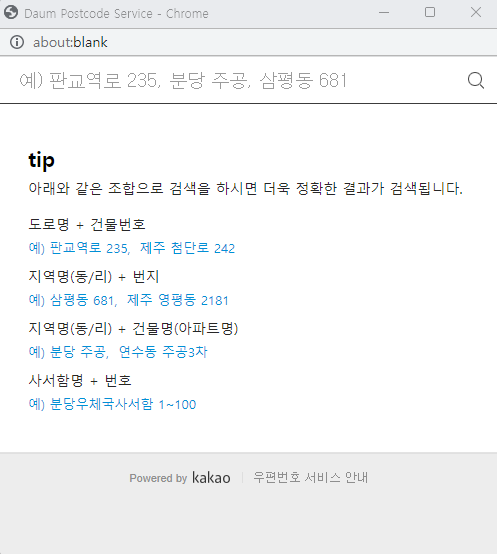 Daum Postcode Service - Chrome
about:blank
예) 판교역로 235, 분당 주공, 삼평동 681
tip
아래와 같은 조합으로 검색을 하시면 더욱 정확한 결과가 검색됩니다.
도로명 + 건물번호
예) 판교역로 235, 제주 첨단로 242
지역명(동/리) + 번지
예) 삼평동 681, 제주 영평동 2181
지역명(동/리) + 건물명(아파트명)
예) 분당 주공, 연수동 주공3차
사서함명 + 번호
예) 분당우체국사서함 1~100
Powered by kakao 우편번호 서비스 안내